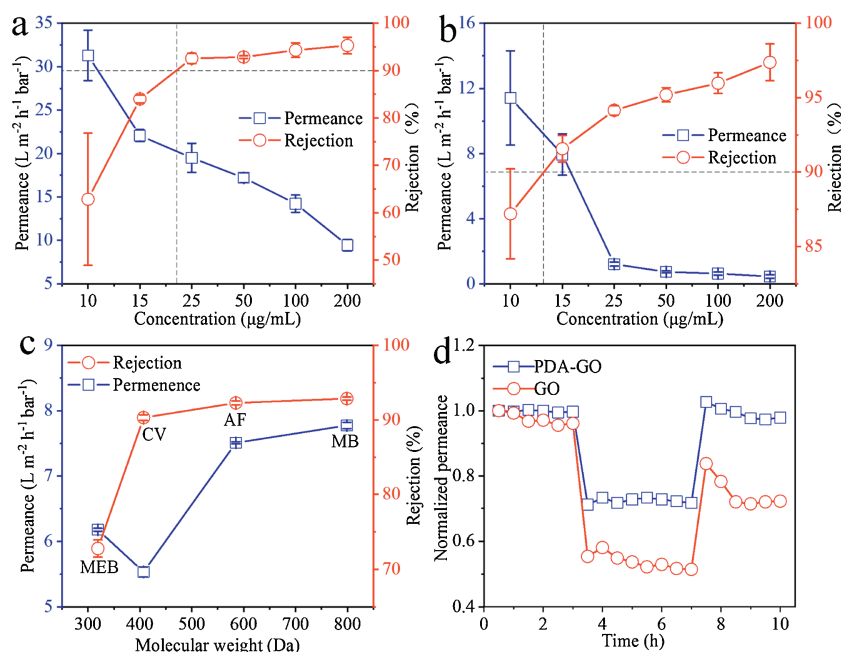 a
35
30
25
20
15
10
5
Permeance (L m⁻² h⁻¹ bar⁻¹)
100
90
80
70
60
50
Rejection (%)
Permeance
Rejection
10 15 25 50 100 200
Concentration (μg/mL)
b
16
12
8
4
0
Permeance (L m⁻² h⁻¹ bar⁻¹)
100
95
90
85
Rejection (%)
Permeance
Rejection
10 15 25 50 100 200
Concentration (μg/mL)
c
9
8
7
6
5
Permeance (L m⁻² h⁻¹ bar⁻¹)
100
90
80
70
Rejection (%)
Rejection
Permenence
CV
AF
MB
MEB
300 400 500 600 700 800
Molecular weight (Da)
d
1.2
1.0
0.8
0.6
0.4
Normalized permeance
PDA-GO
GO
0 2 4 6 8 10
Time (h)